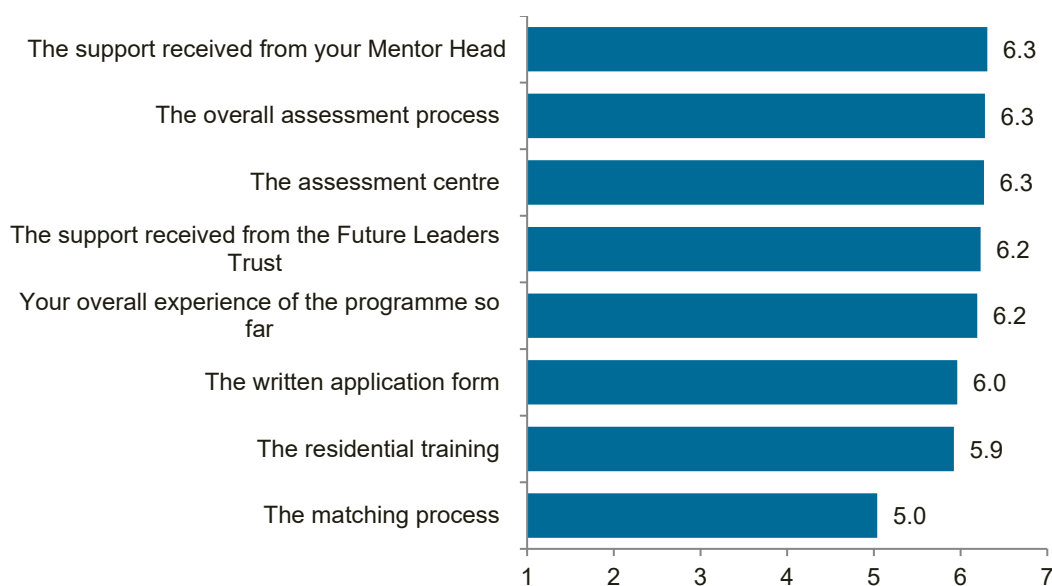 The support received from your Mentor Head
6.3
The overall assessment process
6.3
The assessment centre
6.3
The support received from the Future Leaders
Trust
6.2
Your overall experience of the programme so
far
6.2
The written application form
6.0
The residential training
5.9
The matching process
5.0
1 2 3 4 5 6 7